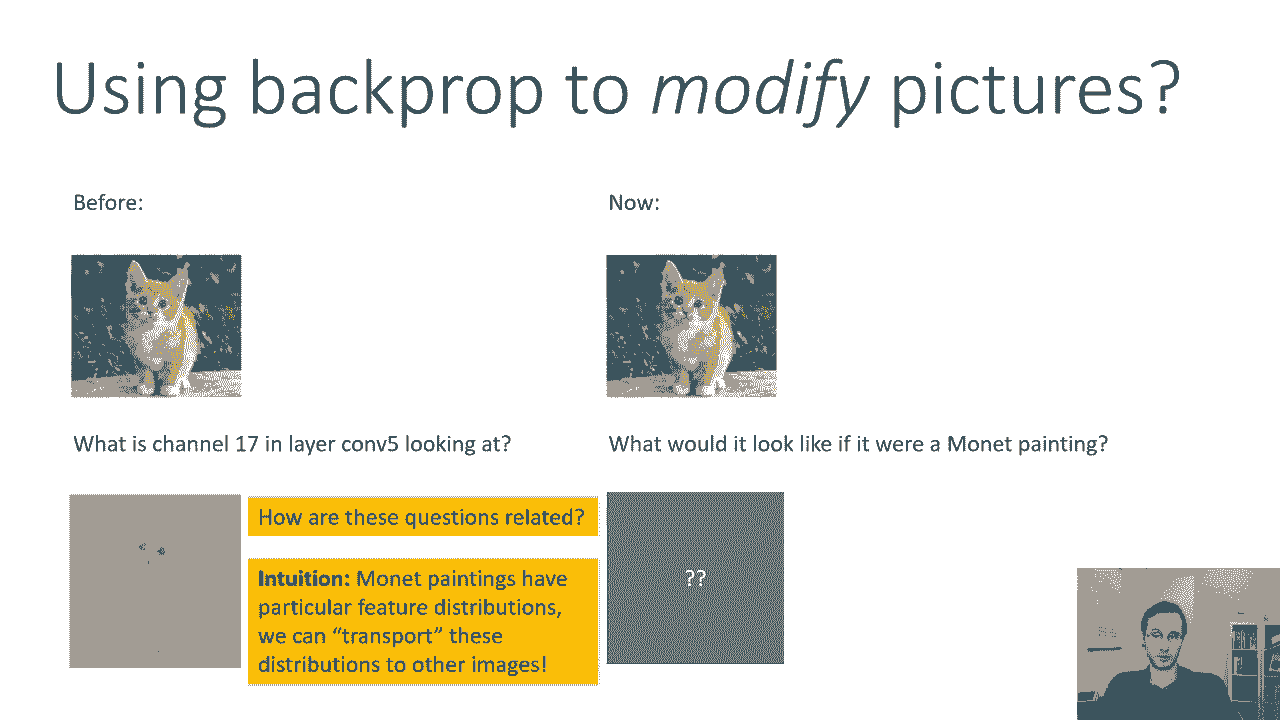 Using backprop to modify pictures?
Before:
What is channel 17 in layer conv5 looking at?
How are these questions related?
Intuition: Monet paintings have
particular feature distributions,
we can “transport” these
distributions to other images!
Now:
What would it look like if it were a Monet painting?
??